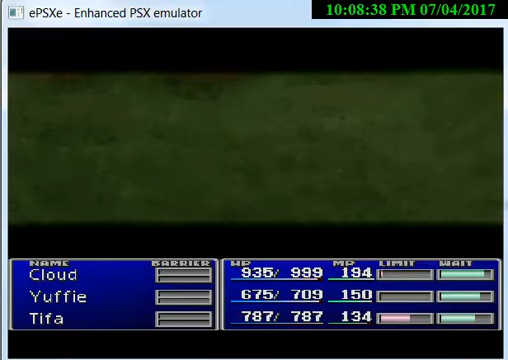 ePSXe - Enhanced PSX emulator
10:08:38 PM 07/04/2017
NAME BARRIER HP MP LIMIT WAIT
Cloud 935/ 999 194
Yuffie 675/ 709 150
Tifa 787/ 787 134